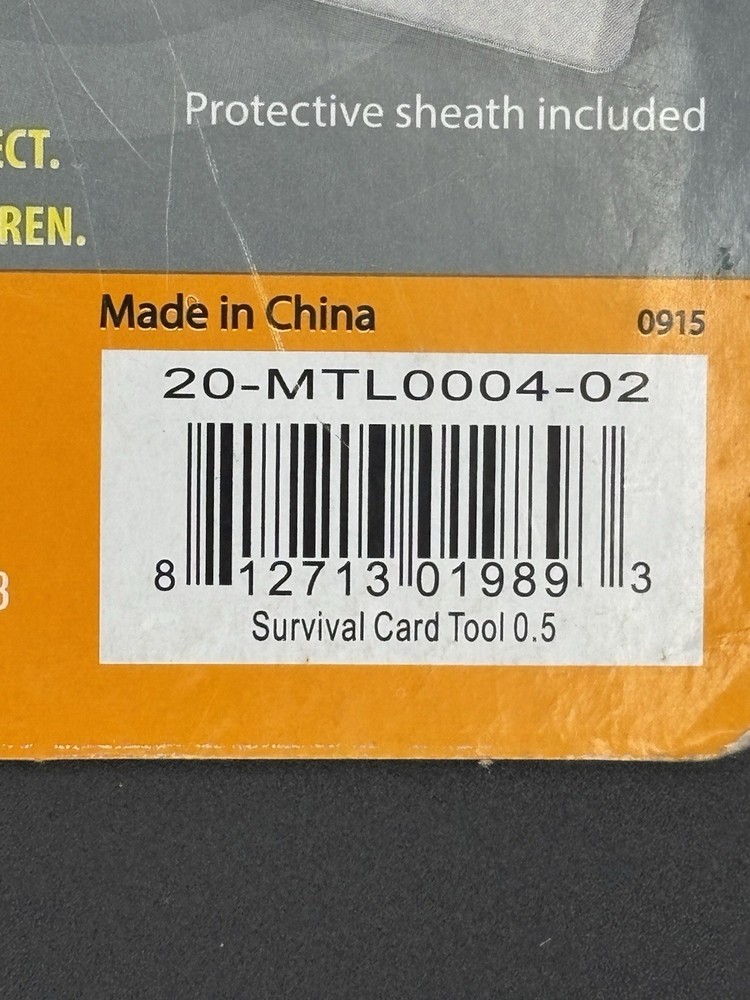 Protective sheath included
ECT.
REN.
Made in China
0915
20-MTL0004-02
8 12713 01989 3
Survival Card Tool 0.5